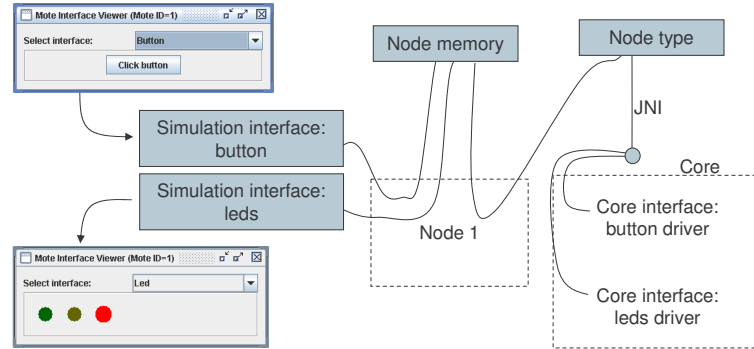 Mote Interface Viewer (Mote ID=1)
Select interface:
Button
Click button
Node memory
Node type
JNI
Simulation interface:
button
Core
Simulation interface:
leds
Node 1
Core interface:
button driver
Mote Interface Viewer (Mote ID=1)
Select interface:
Led
Core interface:
leds driver